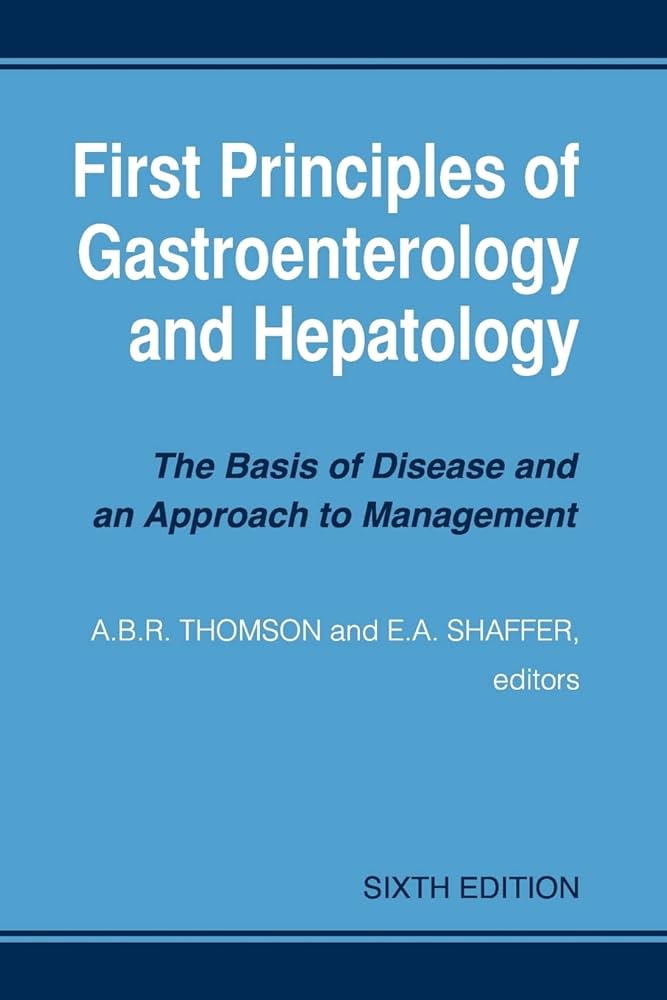 First Principles of
Gastroenterology
and Hepatology
The Basis of Disease and
an Approach to Management
A.B.R. THOMSON and E.A. SHAFFER,
editors
SIXTH EDITION